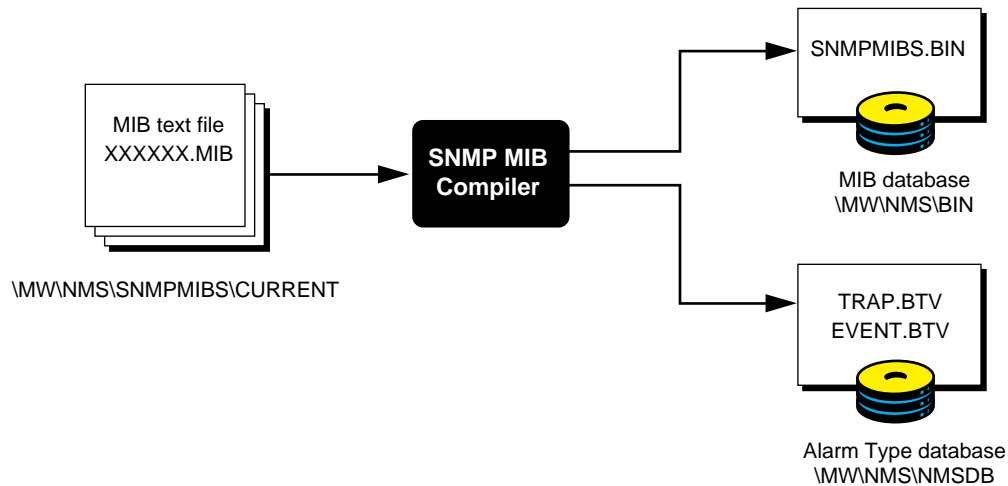 MIB text file
XXXXXX.MIB
\MW\NMS\SNMPMIBS\CURRENT
SNMP MIB
Compiler
SNMPMIBS.BIN
MIB database
\MW\NMS\BIN
TRAP.BTV
EVENT.BTV
Alarm Type database
\MW\NMS\NMSDB